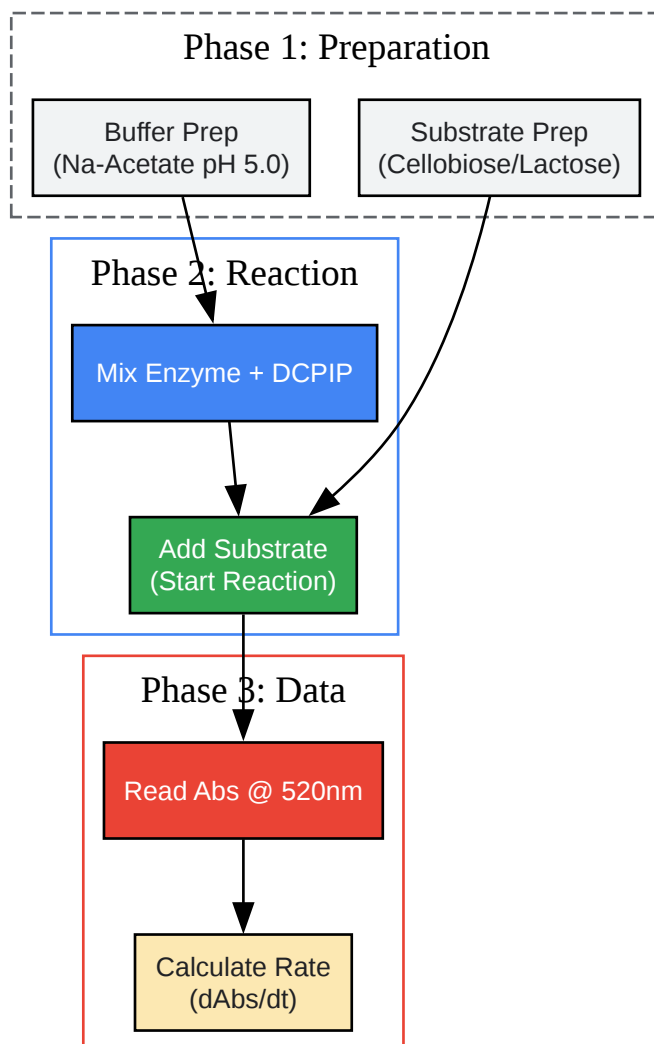 Phase 1: Preparation
Buffer Prep
(Na-Acetate pH 5.0)
Substrate Prep
(Cellobiose/Lactose)
Phase 2: Reaction
Mix Enzyme + DCPIP
Add Substrate
(Start Reaction)
Phase 3: Data
Read Abs @ 520nm
Calculate Rate
(dAbs/dt)